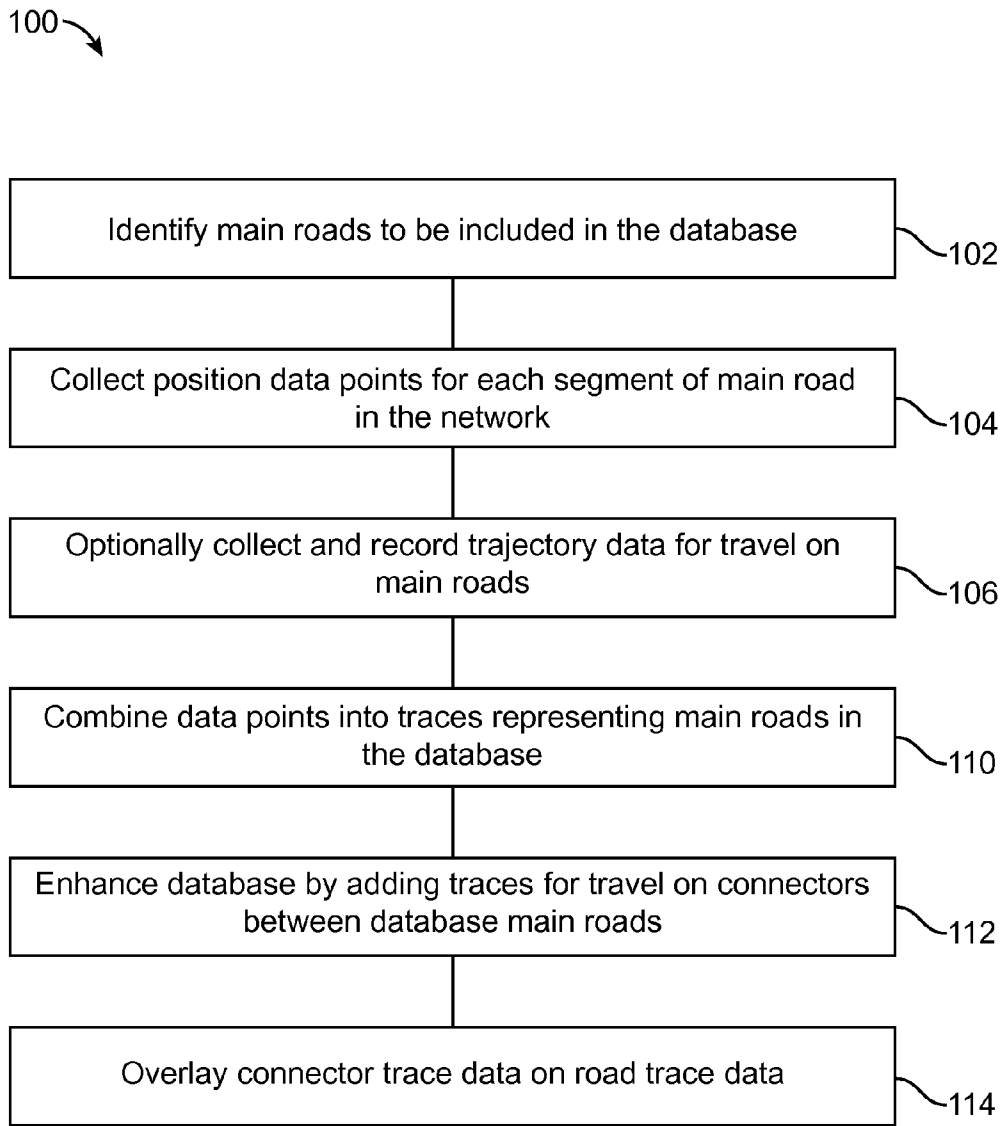 100
Identify main roads to be included in the database
102
Collect position data points for each segment of main road
in the network
104
Optionally collect and record trajectory data for travel on
main roads
106
Combine data points into traces representing main roads in
the database
110
Enhance database by adding traces for travel on connectors
between database main roads
112
Overlay connector trace data on road trace data
114